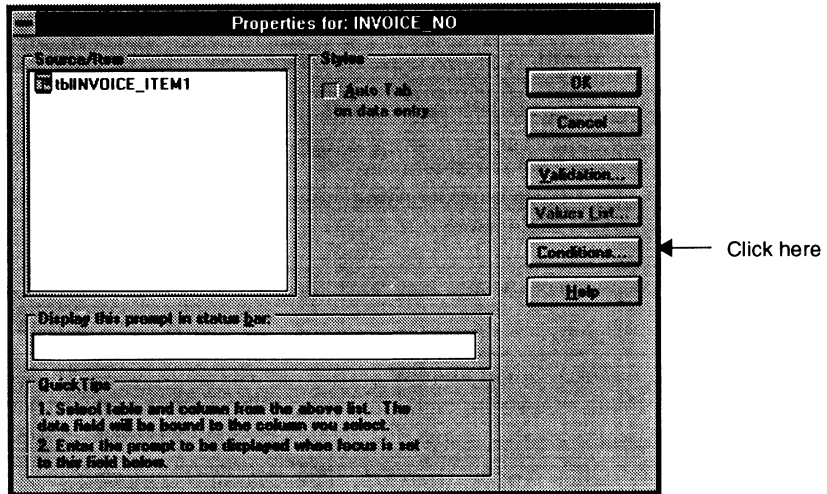 Properties for: INVOICE_NO
Source/Item
tblINVOICE_ITEM1
Styles
Auto Tab
on data entry
OK
Cancel
Validation...
Values List...
Conditions...
Click here
Help
Display this prompt in status bar:
QuickTips
1. Select table and column from the above list. The
data field will be bound to the column you select.
2. Enter the prompt to be displayed when focus is set
to this field below.